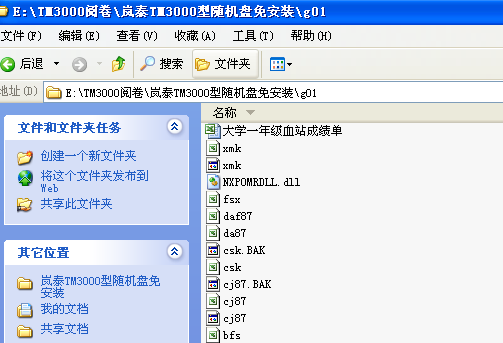 E:\TM3000阅卷\岚泰TM3000型随机盘免安装\g01
文件(F) 编辑(E) 查看(V) 收藏(A) 工具(T) 帮助(H)
后退 搜索 文件夹
地址(D) E:\TM3000阅卷\岚泰TM3000型随机盘免安装\g01
名称
文件和文件夹任务
创建一个新文件夹
将这个文件夹发布到
Web
共享此文件夹
其它位置
岚泰TM3000型随机盘免
安装
我的文档
共享文档
大学一年级血站成绩单
xmk
xmk
NXPOMRDLL.dll
fsx
daf87
da87
csk.BAK
csk
cj87.BAK
cj87
cj87
bfs